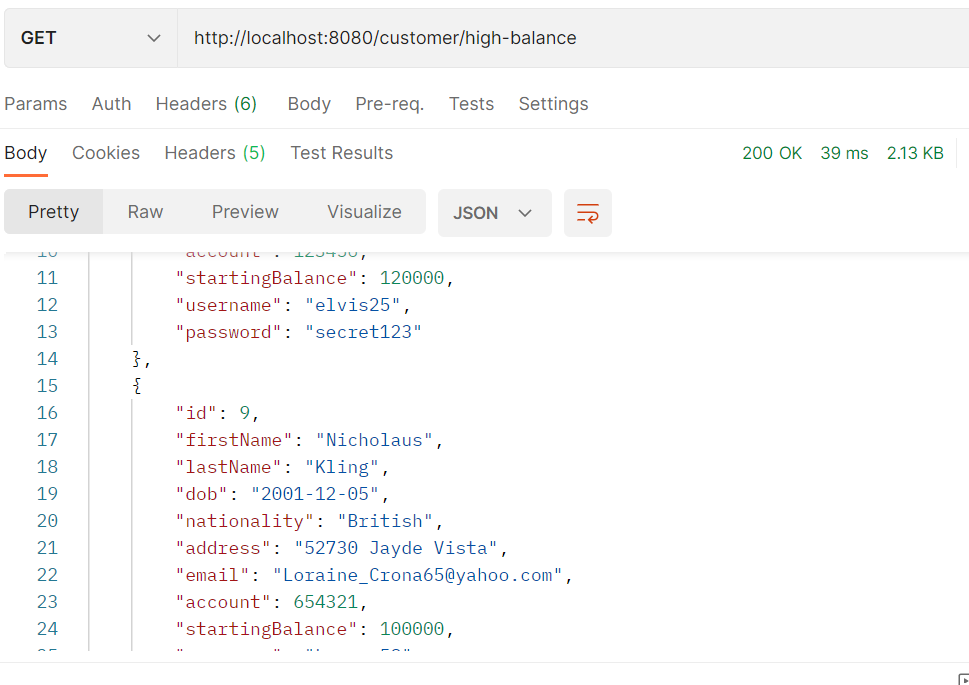 GET http://localhost:8080/customer/high-balance
Params Auth Headers (6) Body Pre-req. Tests Settings
Body Cookies Headers (5) Test Results 200 OK 39 ms 2.13 KB
Pretty Raw Preview Visualize JSON
10 "account": 123456,
11 "startingBalance": 120000,
12 "username": "elvis25",
13 "password": "secret123"
14 },
15 {
16 "id": 9,
17 "firstName": "Nicholaus",
18 "lastName": "Kling",
19 "dob": "2001-12-05",
20 "nationality": "British",
21 "address": "52730 Jayde Vista",
22 "email": "Loraine_Crona65@yahoo.com",
23 "account": 654321,
24 "startingBalance": 100000,
25